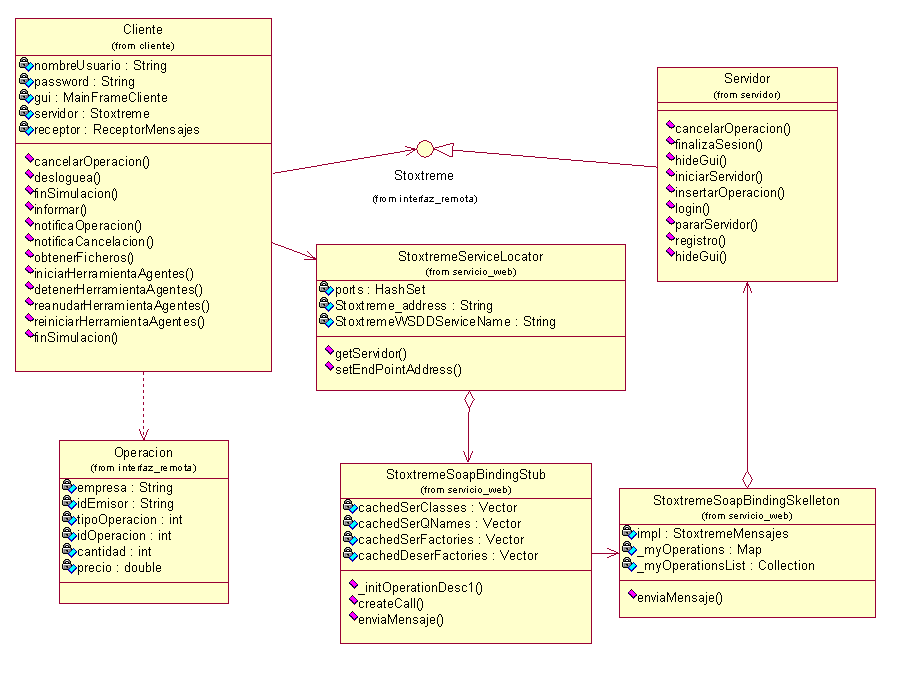 Cliente
(from cliente)
nombreUsuario : String
password : String
gui : MainFrameCliente
servidor : Stoxtreme
receptor : ReceptorMensajes
cancelarOperacion()
desloguea()
finSimulacion()
informar()
notificaOperacion()
notificaCancelacion()
obtenerFicheros()
iniciarHerramientaAgentes()
detenerHerramientaAgentes()
reanudarHerramientaAgentes()
reiniciarHerramientaAgentes()
finSimulacion()
Stoxtreme
(from interfaz_remota)
Servidor
(from servidor)
cancelarOperacion()
finalizaSesion()
hideGui()
iniciarServidor()
insertarOperacion()
login()
pararServidor()
registro()
hideGui()
StoxtremeServiceLocator
(from servicio_web)
ports : HashSet
Stoxtreme_address : String
StoxtremeWSDDServiceName : String
getServidor()
setEndPointAddress()
Operacion
(from interfaz_remota)
empresa : String
idEmisor : String
tipoOperacion : int
idOperacion : int
cantidad : int
precio : double
StoxtremeSoapBindingStub
(from servicio_web)
cachedSerClasses : Vector
cachedSerQNames : Vector
cachedSerFactories : Vector
cachedDeserFactories : Vector
_initOperationDesc1()
createCall()
enviaMensaje()
StoxtremeSoapBindingSkelleton
(from servicio_web)
impl : StoxtremeMensajes
_myOperations : Map
_myOperationsList : Collection
enviaMensaje()